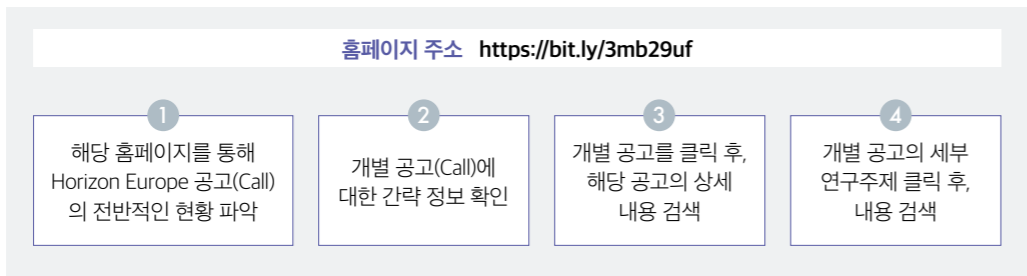 홈페이지 주소 https://bit.ly/3mb29uf
1
해당 홈페이지를 통해
Horizon Europe 공고(Call)
의 전반적인 현황 파악
2
개별 공고(Call)에
대한 간략 정보 확인
3
개별 공고를 클릭 후,
해당 공고의 상세
내용 검색
4
개별 공고의 세부
연구주제 클릭 후,
내용 검색